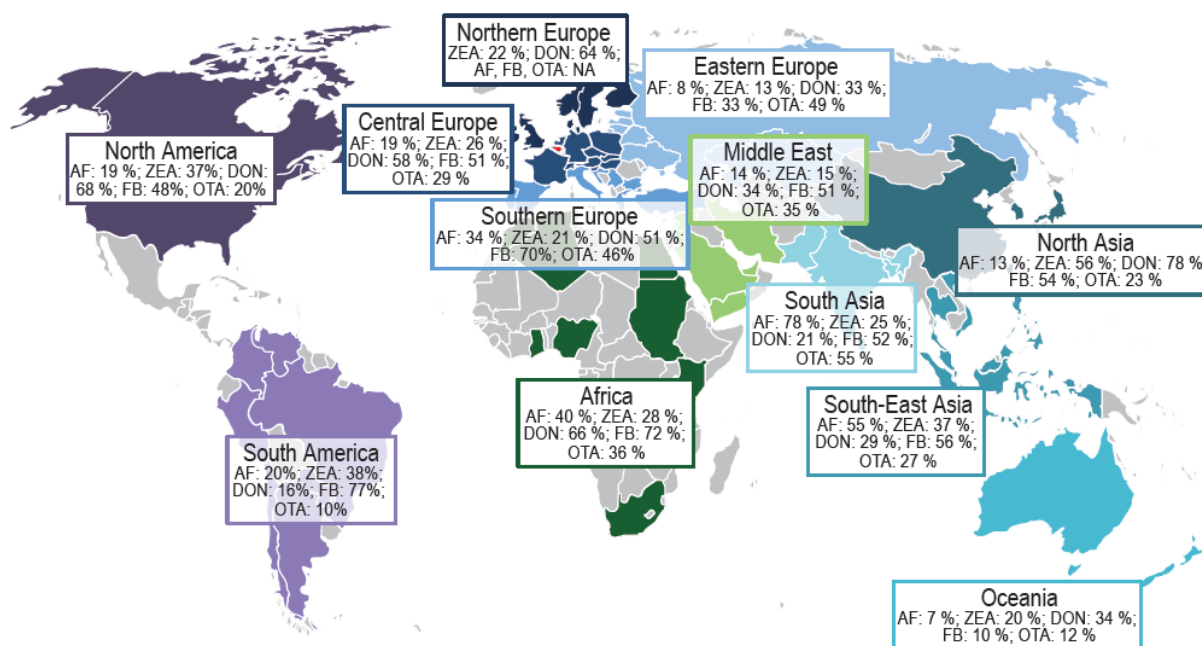 Northern Europe
ZEA: 22 %; DON: 64 %;
AF, FB, OTA: NA
Eastern Europe
AF: 8 %; ZEA: 13 %; DON: 33 %;
FB: 33 %; OTA: 49 %
Central Europe
AF: 19 %; ZEA: 26 %;
DON: 58 %; FB: 51 %;
OTA: 29 %
North America
AF: 19 %; ZEA: 37%; DON:
68 %; FB: 48%; OTA: 20%
Middle East
AF: 14 %; ZEA: 15 %;
DON: 34 %; FB: 51 %;
OTA: 35 %
Southern Europe
AF: 34 %; ZEA: 21 %; DON: 51 %;
FB: 70%; OTA: 46%
North Asia
AF: 13 %; ZEA: 56 %; DON: 78 %
FB: 54 %; OTA: 23 %
South Asia
AF: 78 %; ZEA: 25 %;
DON: 21 %; FB: 52 %;
OTA: 55 %
Africa
AF: 40 %; ZEA: 28 %;
DON: 66 %; FB: 72 %;
OTA: 36 %
South-East Asia
AF: 55 %; ZEA: 37 %;
DON: 29 %; FB: 56 %;
OTA: 27 %
South America
AF: 20%; ZEA: 38%;
DON: 16%; FB: 77%;
OTA: 10%
Oceania
AF: 7 %; ZEA: 20 %; DON: 34 %;
FB: 10 %; OTA: 12 %